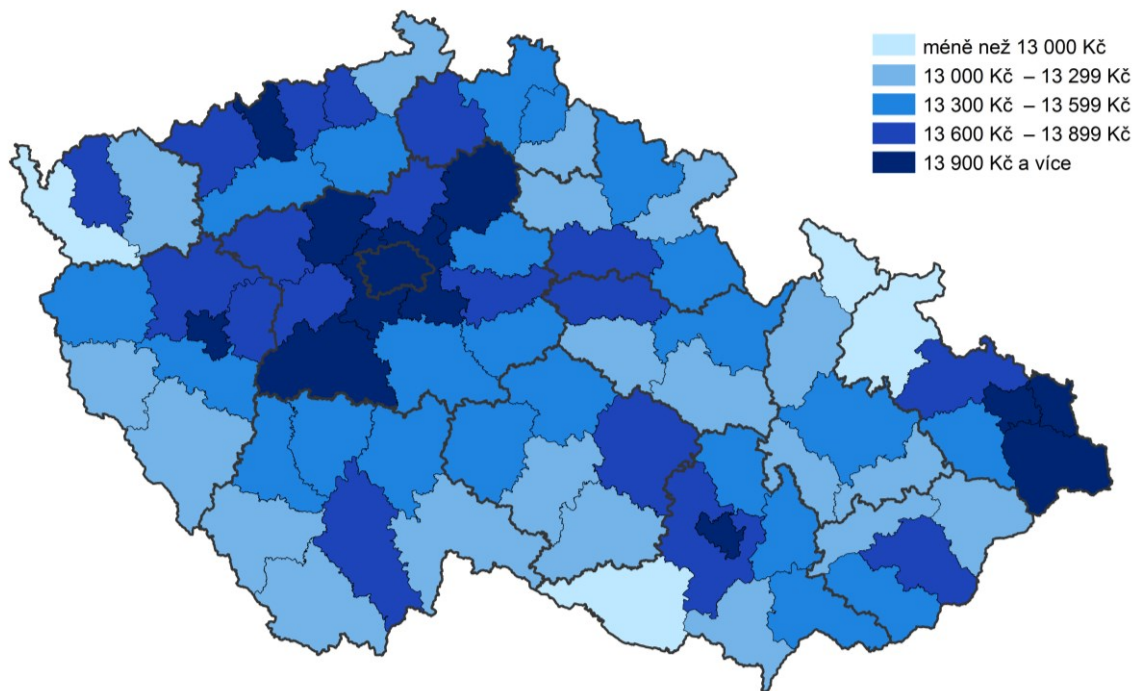 méně než 13 000 Kč
13 000 Kč – 13 299 Kč
13 300 Kč – 13 599 Kč
13 600 Kč – 13 899 Kč
13 900 Kč a více